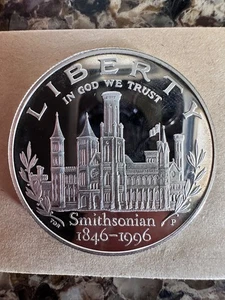 LIBERTY
IN GOD WE TRUST
P
Smithsonian
1846-1996